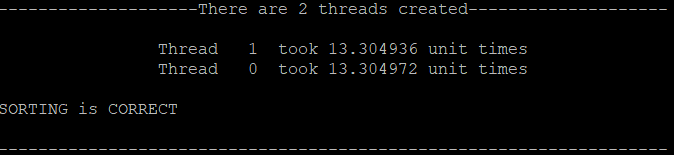 --------------------There are 2 threads created--------------------
Thread   1  took 13.304936 unit times
Thread   0  took 13.304972 unit times
SORTING is CORRECT
-------------------------------------------------------------------